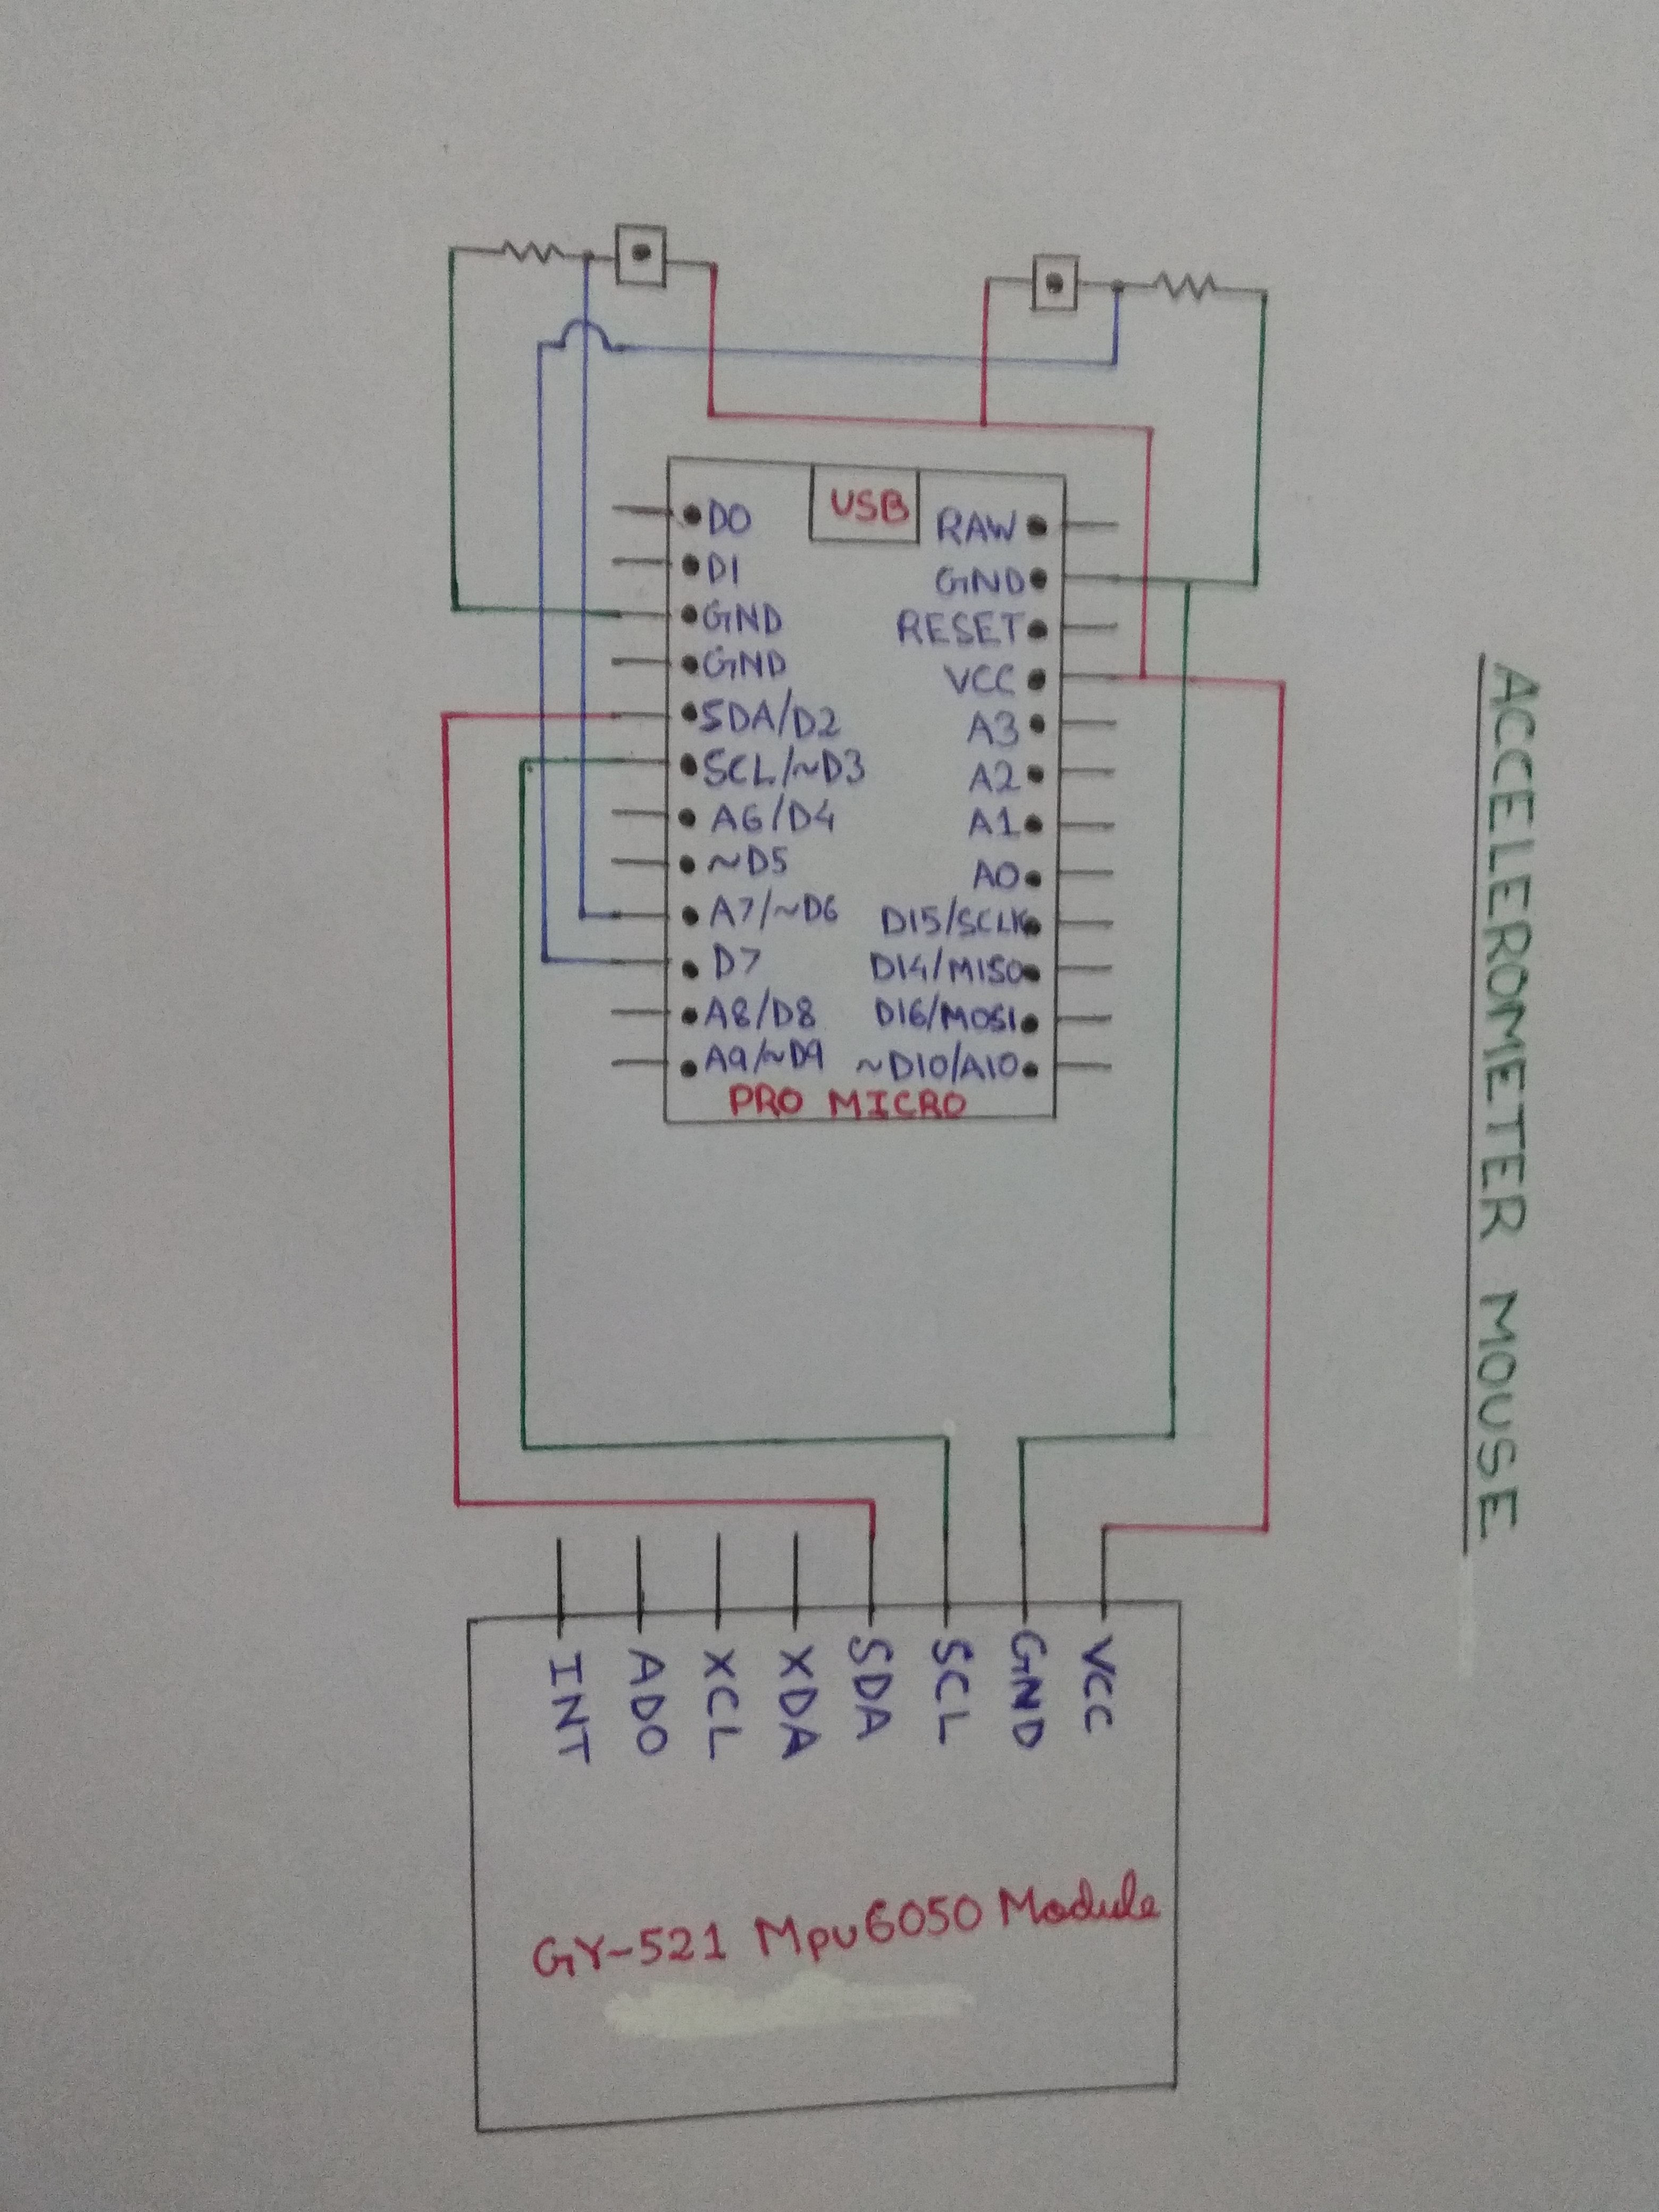 ACCELEROMETER MOUSE
RAW
GND
RESET
VCC
A3
A2
A1
A0
D15/SCLK
D14/MISO
D16/MOSI
~D10/A10
USB
PRO MICRO
D0
D1
GND
GND
SDA/D2
SCL/~D3
A6/D4
~D5
A7/~D6
D7
A8/D8
A9/~D9
VCC
GND
SCL
SDA
XDA
XCL
ADO
INT
GY-521 Mpu6050 Module